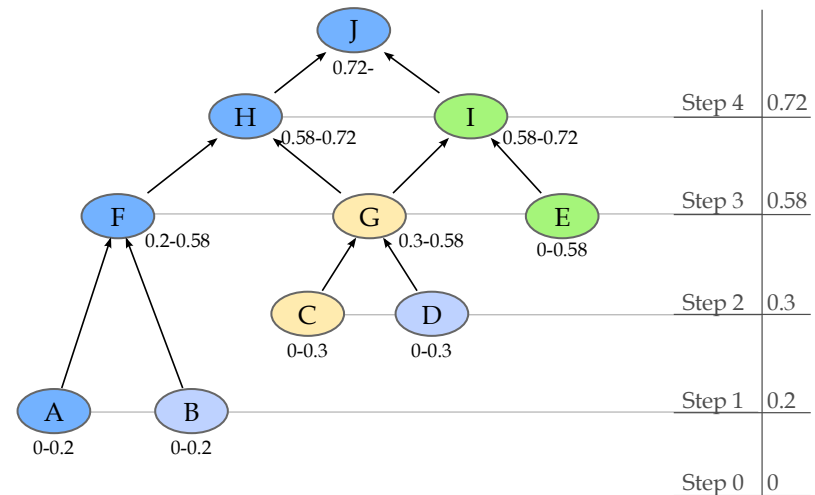 J
0.72-
H
I
Step 4 0.72
0.58-0.72
0.58-0.72
F
G
E
Step 3 0.58
0.2-0.58
0.3-0.58
0-0.58
C
D
Step 2 0.3
0-0.3
0-0.3
A
B
Step 1 0.2
0-0.2
0-0.2
Step 0 0